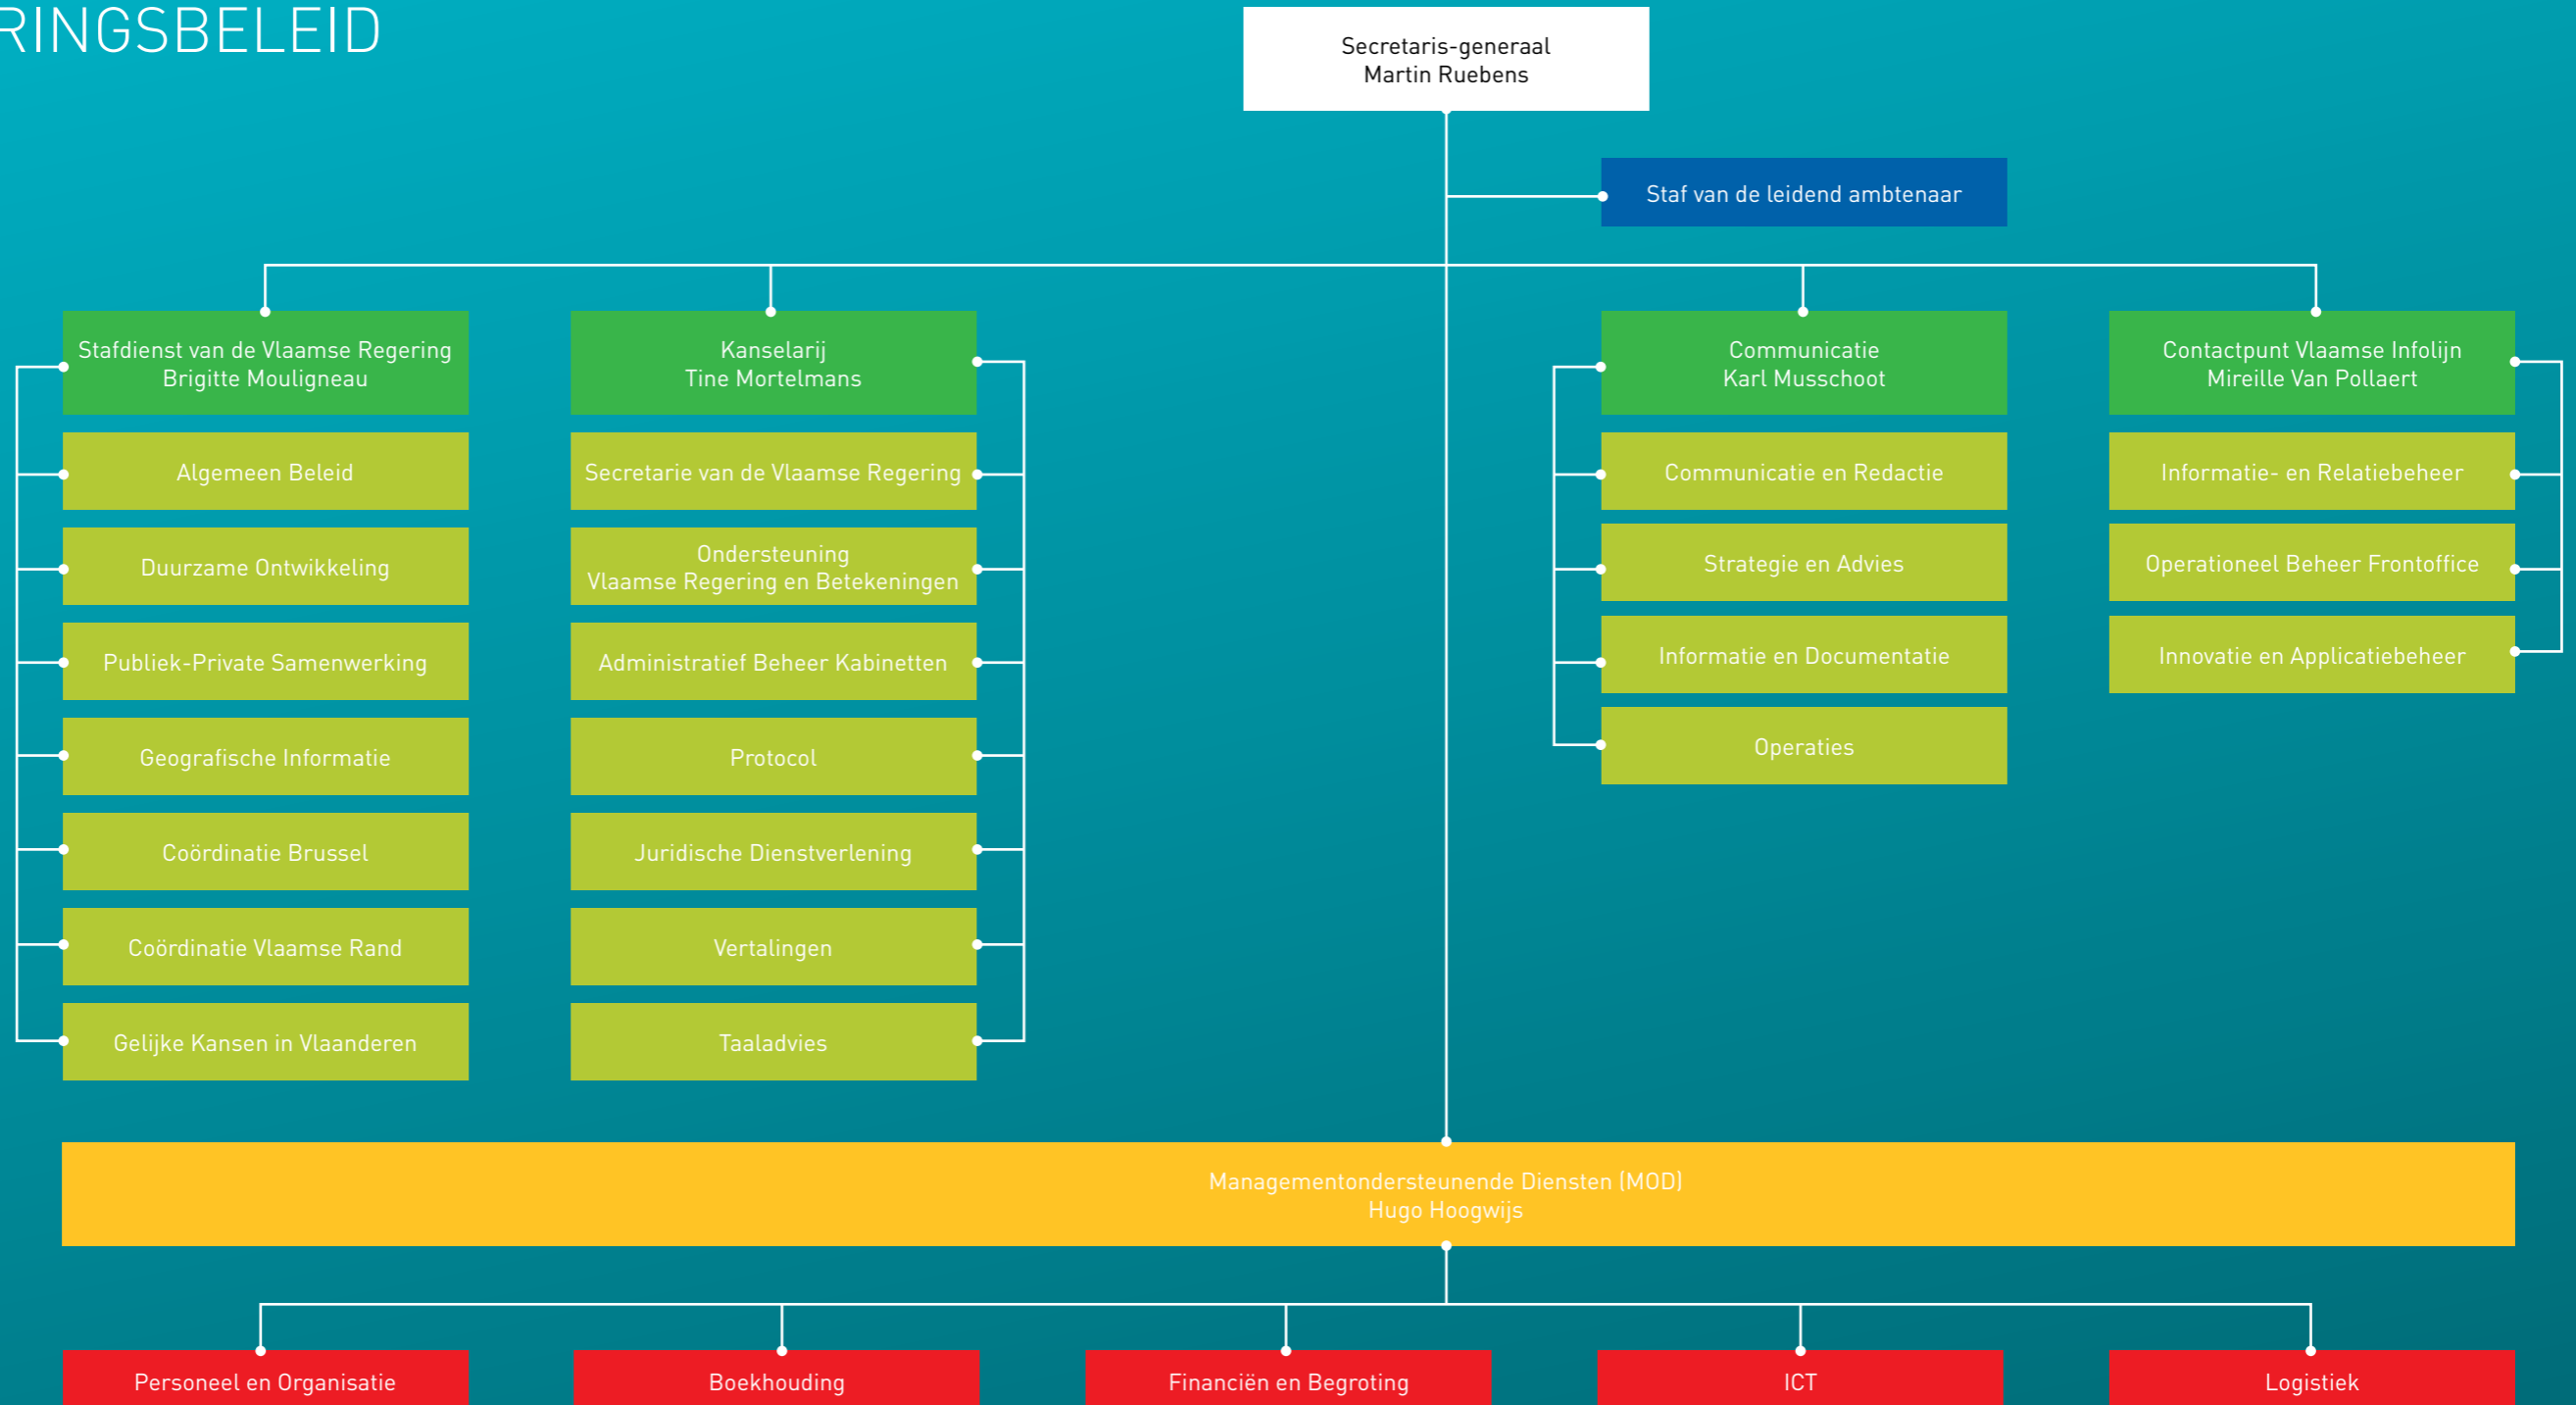 RINGSBELEID
Secretaris-generaal
Martin Ruebens
Staf van de leidend ambtenaar
Stafdienst van de Vlaamse Regering
Brigitte Mouligneau
Algemeen Beleid
Duurzame Ontwikkeling
Publiek-Private Samenwerking
Geografische Informatie
Coördinatie Brussel
Coördinatie Vlaamse Rand
Gelijke Kansen in Vlaanderen
Kanselarij
Tine Mortelmans
Secretarie van de Vlaamse Regering
Ondersteuning
Vlaamse Regering en Betekeningen
Administratief Beheer Kabinetten
Protocol
Juridische Dienstverlening
Vertalingen
Taaladvies
Communicatie
Karl Musschoot
Communicatie en Redactie
Strategie en Advies
Informatie en Documentatie
Operaties
Contactpunt Vlaamse Infolijn
Mireille Van Pollaert
Informatie- en Relatiebeheer
Operationeel Beheer Frontoffice
Innovatie en Applicatiebeheer
Managementondersteunende Diensten (MOD)
Hugo Hoogwijs
Personeel en Organisatie
Boekhouding
Financiën en Begroting
ICT
Logistiek